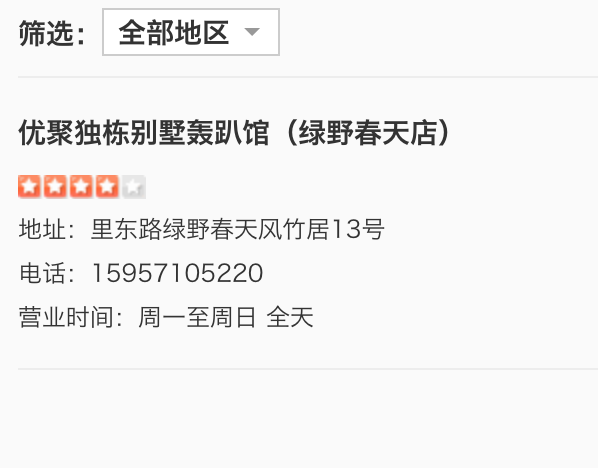 筛选：全部地区
优聚独栋别墅轰趴馆（绿野春天店）
地址：里东路绿野春天风竹居13号
电话：15957105220
营业时间：周一至周日 全天